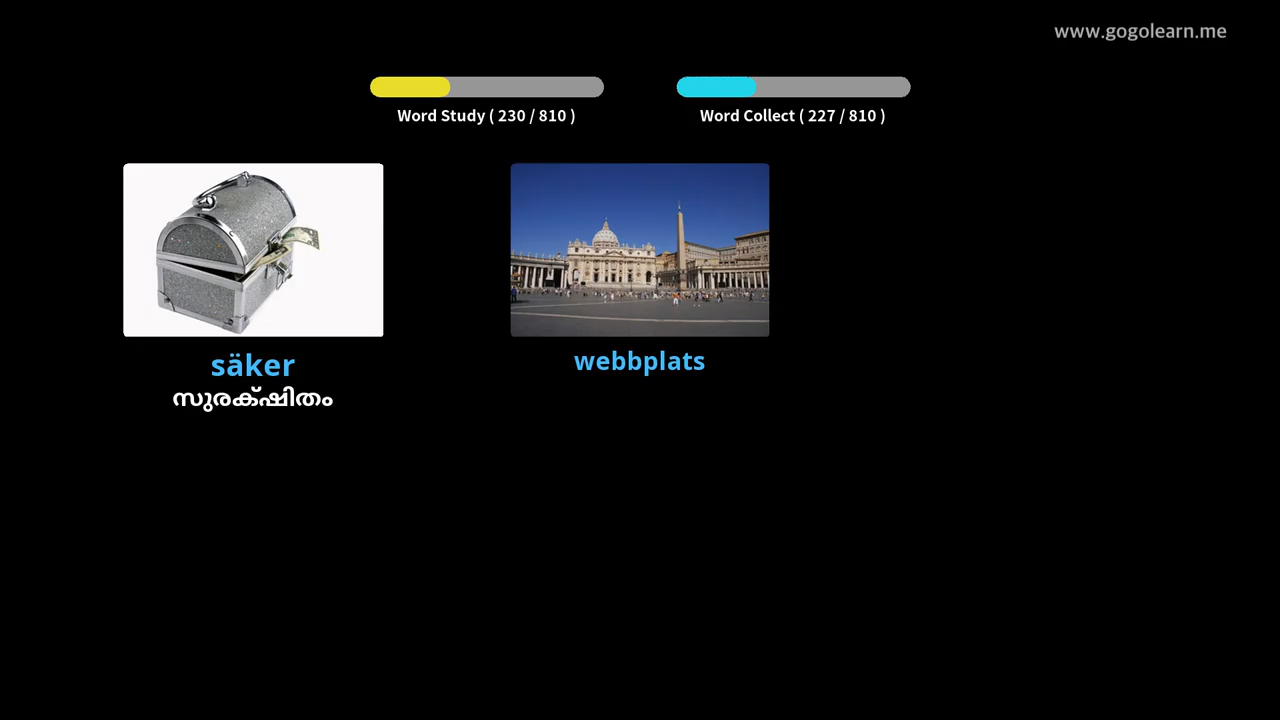 www.gogolearn.me
Word Study ( 230 / 810 )
Word Collect ( 227 / 810 )
säker
സുരക്ഷിതം
webbplats